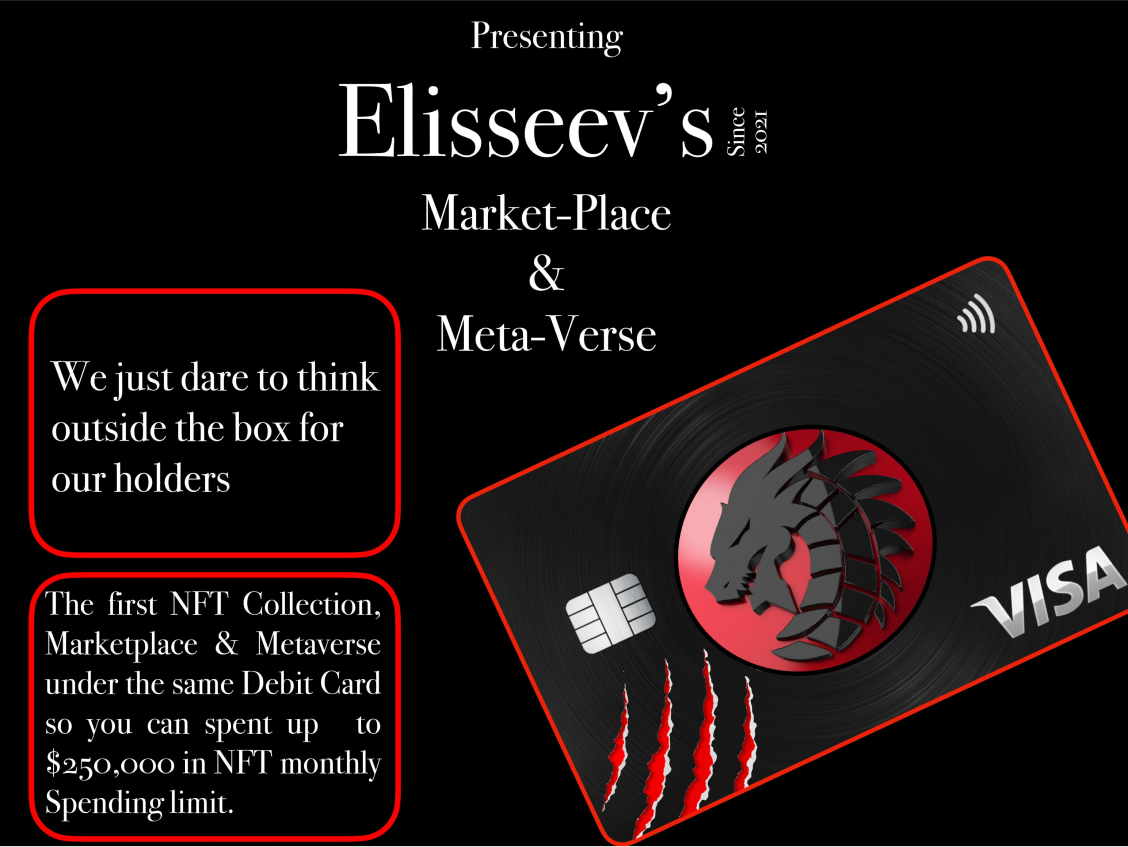 Presenting
Elisseev's
Since
2021
Market-Place
&
Meta-Verse
We just dare to think
outside the box for
our holders
The first NFT Collection,
Marketplace & Metaverse
under the same Debit Card
so you can spent up to
$250,000 in NFT monthly
Spending limit.
VISA